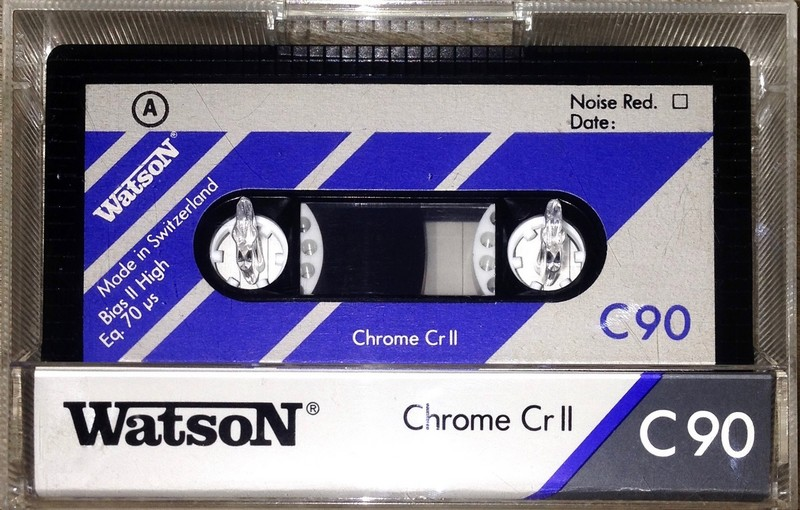 A
Noise Red. □
Date:
WatsoN®
Made in Switzerland
Bias II High
Eq. 70 µs
Chrome Cr II
C 90
WatsoN®
Chrome Cr II
C 90